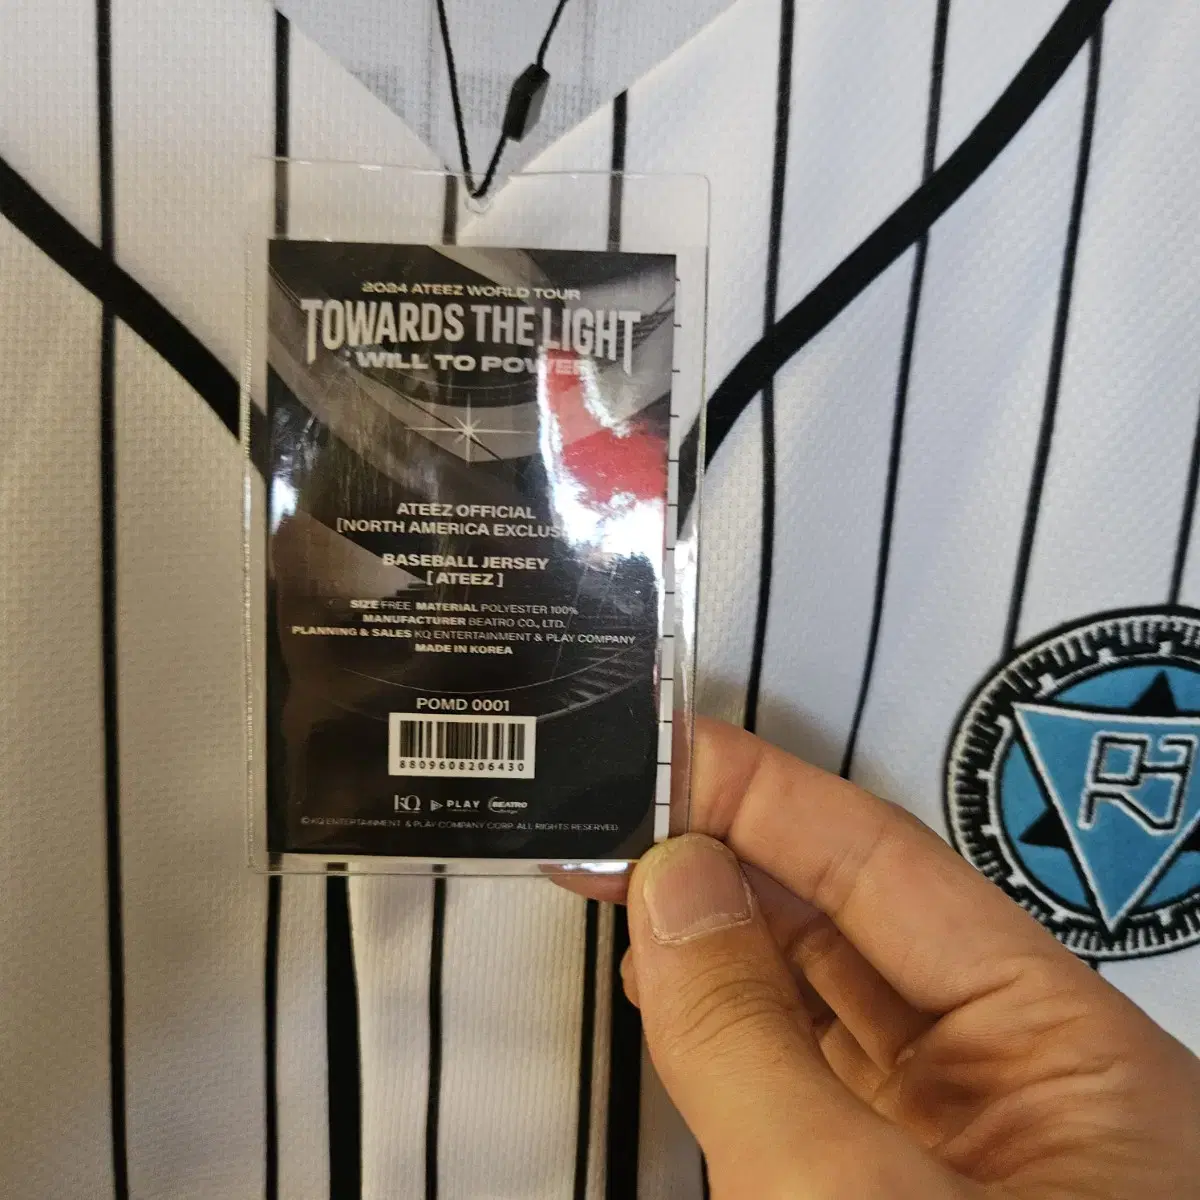 2024 ATEEZ WORLD TOUR
TOWARDS THE LIGHT
: WILL TO POWER
ATEEZ OFFICIAL
[NORTH AMERICA EXCLUS
BASEBALL JERSEY
[ ATEEZ ]
SIZE FREE MATERIAL POLYESTER 100%
MANUFACTURER BEATRO CO., LTD.
PLANNING & SALES KQ ENTERTAINMENT & PLAY COMPANY
MADE IN KOREA
POMD 0001
8809608206430
KQ PLAY BEATRO
© KQ ENTERTAINMENT & PLAY COMPANY CORP. ALL RIGHTS RESERVED